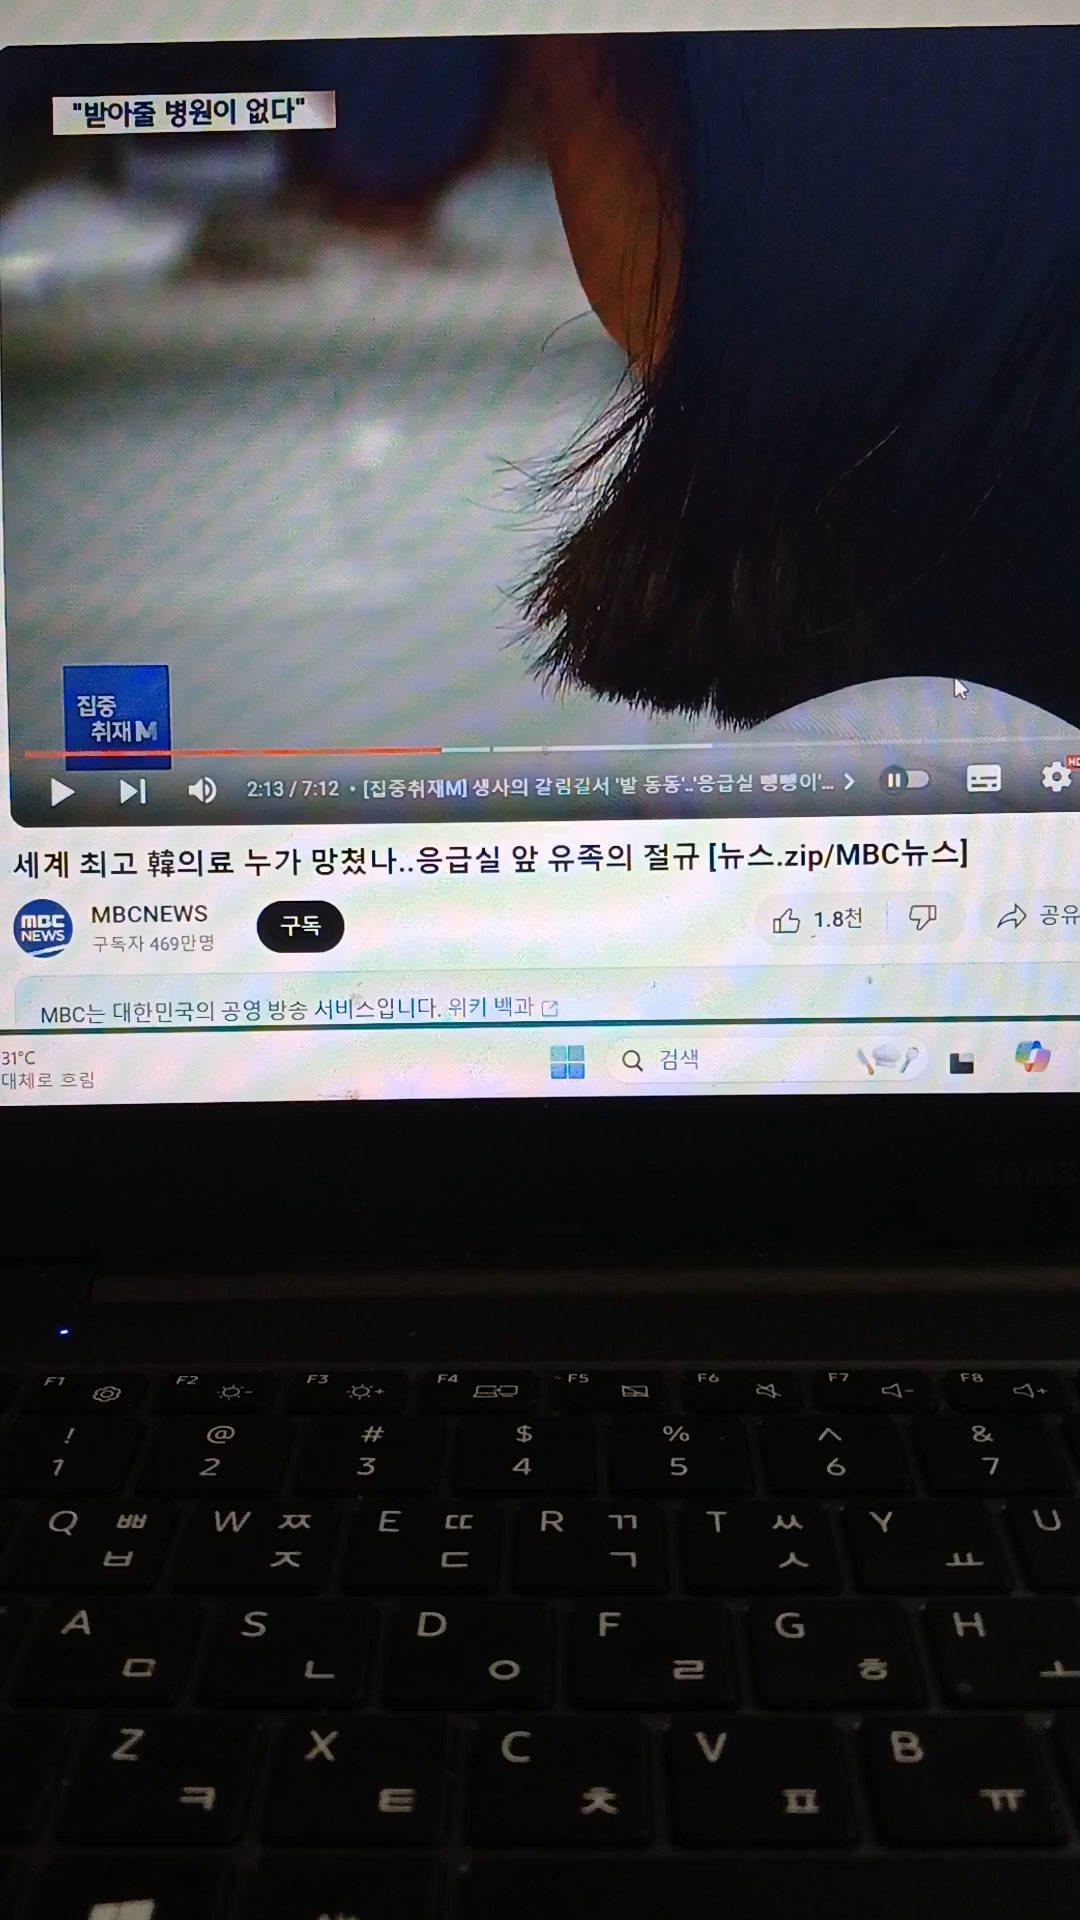 "받아줄 병원이 없다"
집중
취재M
2:13 / 7:12 • [집중취재M] 생사의 갈림길서 '발 동동'..'응급실 뺑뺑이'...
HD
세계 최고 韓의료 누가 망쳤나..응급실 앞 유족의 절규 [뉴스.zip/MBC뉴스]
MBC
NEWS
MBCNEWS
구독자 469만명
구독
1.8천
공유
MBC는 대한민국의 공영 방송 서비스입니다. 위키 백과
31°C
대체로 흐림
검색
F1 F2 F3 F4 F5 F6 F7 F8
! @ # $ % ^ &
1 2 3 4 5 6 7
Q ㅃ W ㅉ E ㄸ R ㄲ T ㅆ Y U
ㅂ ㅈ ㄷ ㄱ ㅅ ㅛ
A S D F G H
ㅁ ㄴ ㅇ ㄹ ㅎ ㅗ
Z X C V B
ㅋ ㅌ ㅊ ㅍ ㅠ